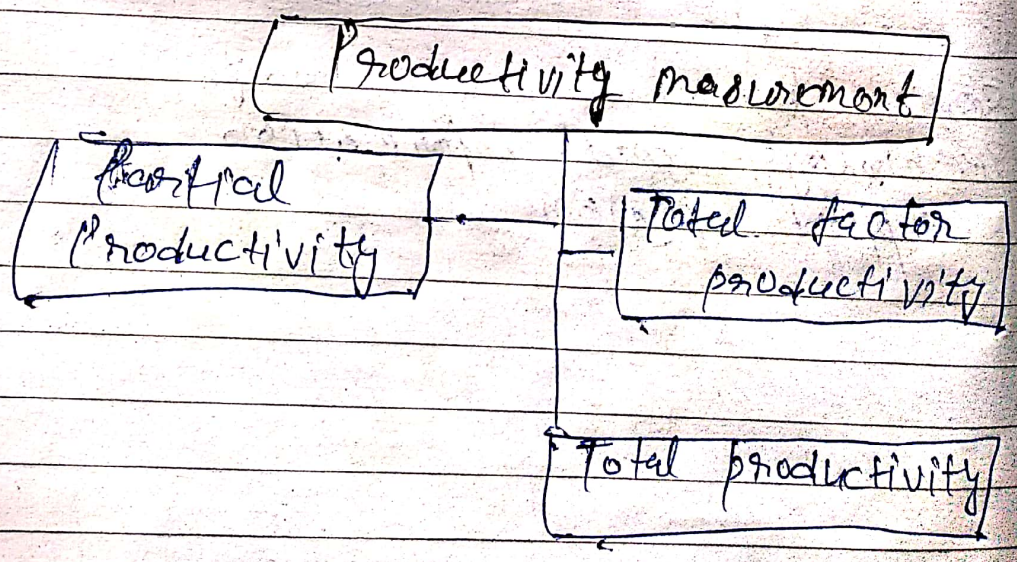 Productivity measurement
Partial
Productivity
Total factor
productivity
Total productivity